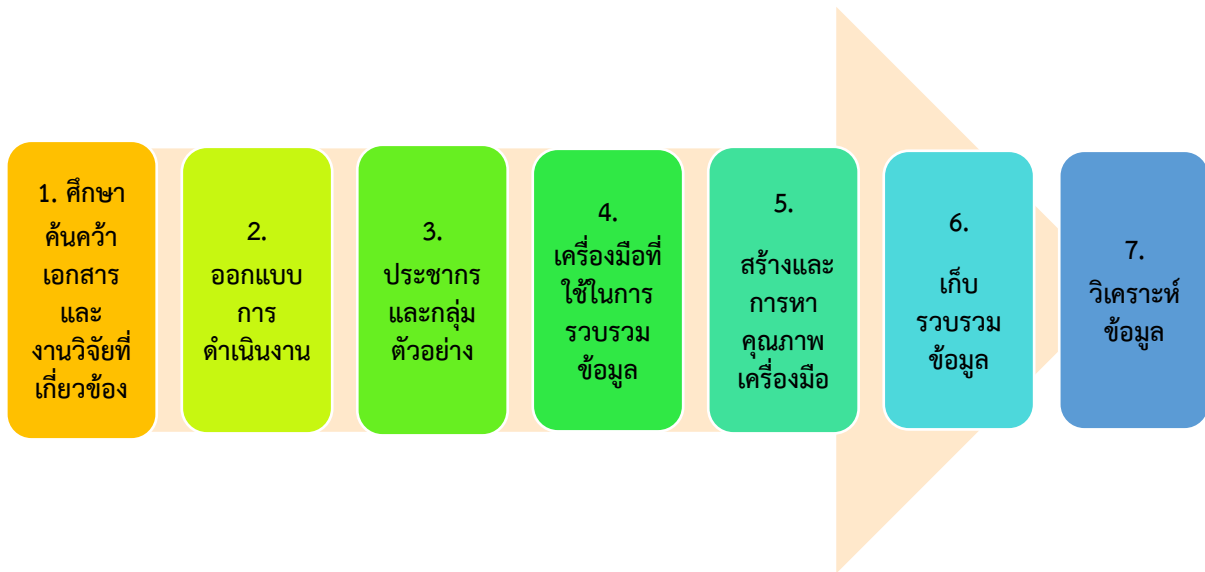 1. ศึกษา
ค้นคว้า
เอกสาร
และ
งานวิจัยที่
เกี่ยวข้อง
2.
ออกแบบ
การ
ดำเนินงาน
3.
ประชากร
และกลุ่ม
ตัวอย่าง
4.
เครื่องมือที่
ใช้ในการ
รวบรวม
ข้อมูล
5.
สร้างและ
การหา
คุณภาพ
เครื่องมือ
6.
เก็บ
รวบรวม
ข้อมูล
7.
วิเคราะห์
ข้อมูล